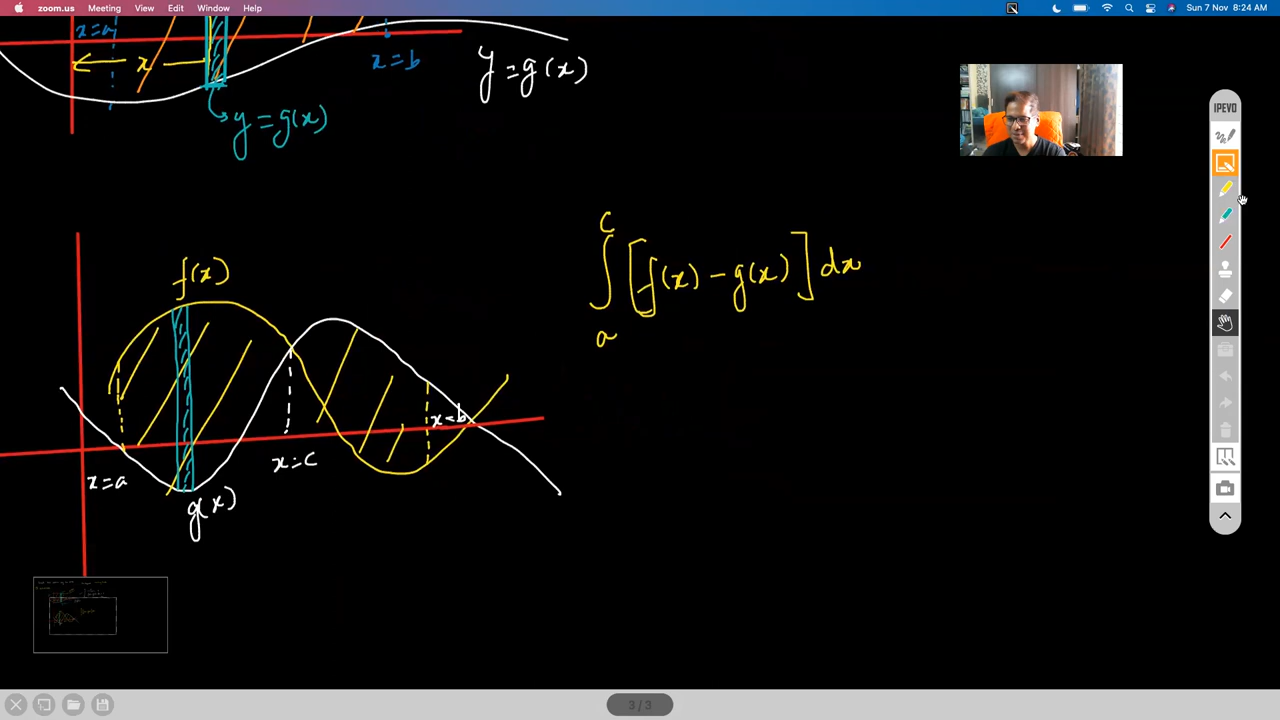 zoom.us Meeting View Edit Window Help Sun 7 Nov 8:24 AM
x=a
x
x=b
y=g(x)
y=g(x)
IPEVO
f(x)
c
∫ [f(x) - g(x)] dx
a
x=b
x=c
x=a
g(x)
3 / 3